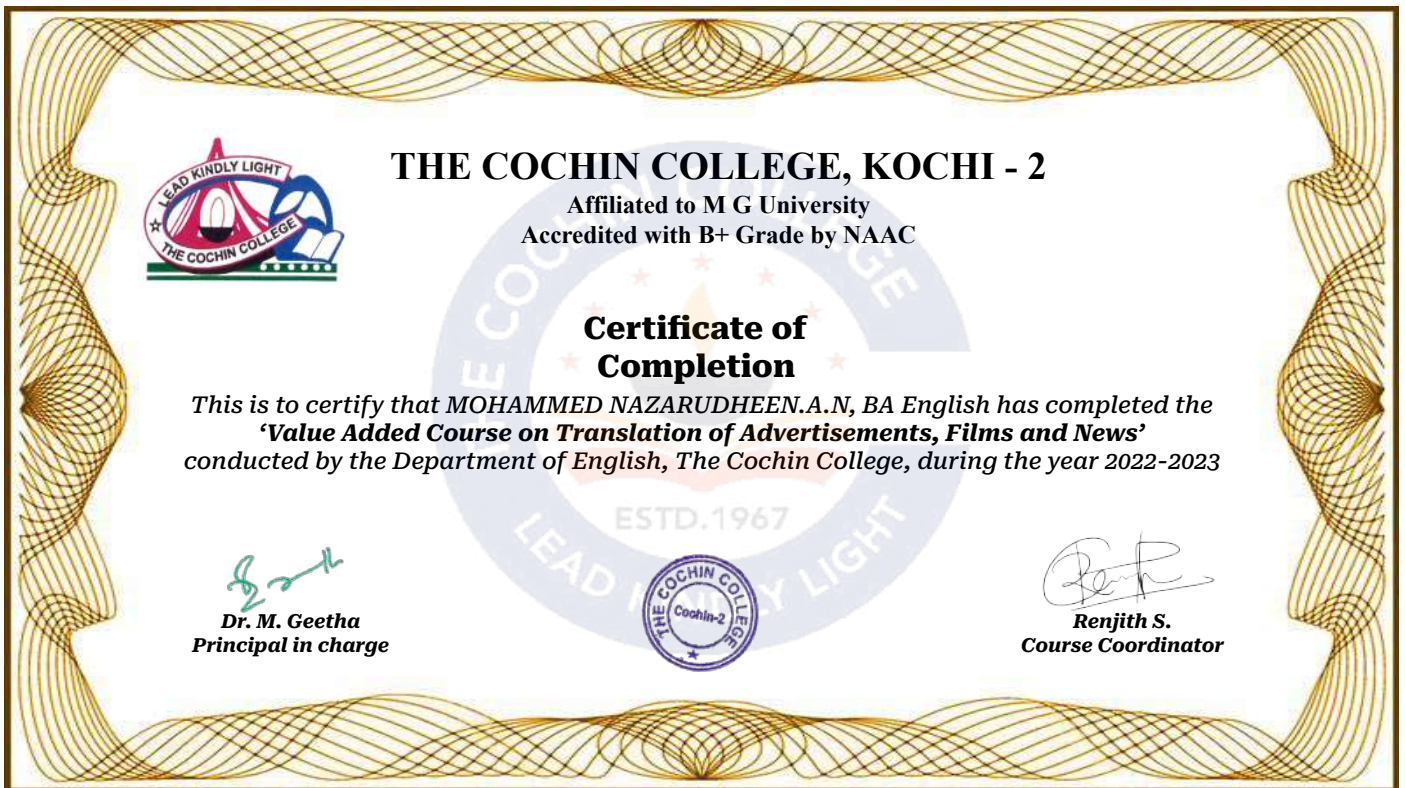 LEAD KINDLY LIGHT
THE COCHIN COLLEGE
THE COCHIN COLLEGE, KOCHI - 2
Affiliated to M G University
Accredited with B+ Grade by NAAC
THE COCHIN COLLEGE
Certificate of
Completion
This is to certify that MOHAMMED NAZARUDHEEN.A.N, BA English has completed the
‘Value Added Course on Translation of Advertisements, Films and News’
conducted by the Department of English, The Cochin College, during the year 2022-2023
ESTD.1967
LEAD KINDLY LIGHT
THE COCHIN COLLEGE
Cochin-2
Dr. M. Geetha
Principal in charge
Renjith S.
Course Coordinator